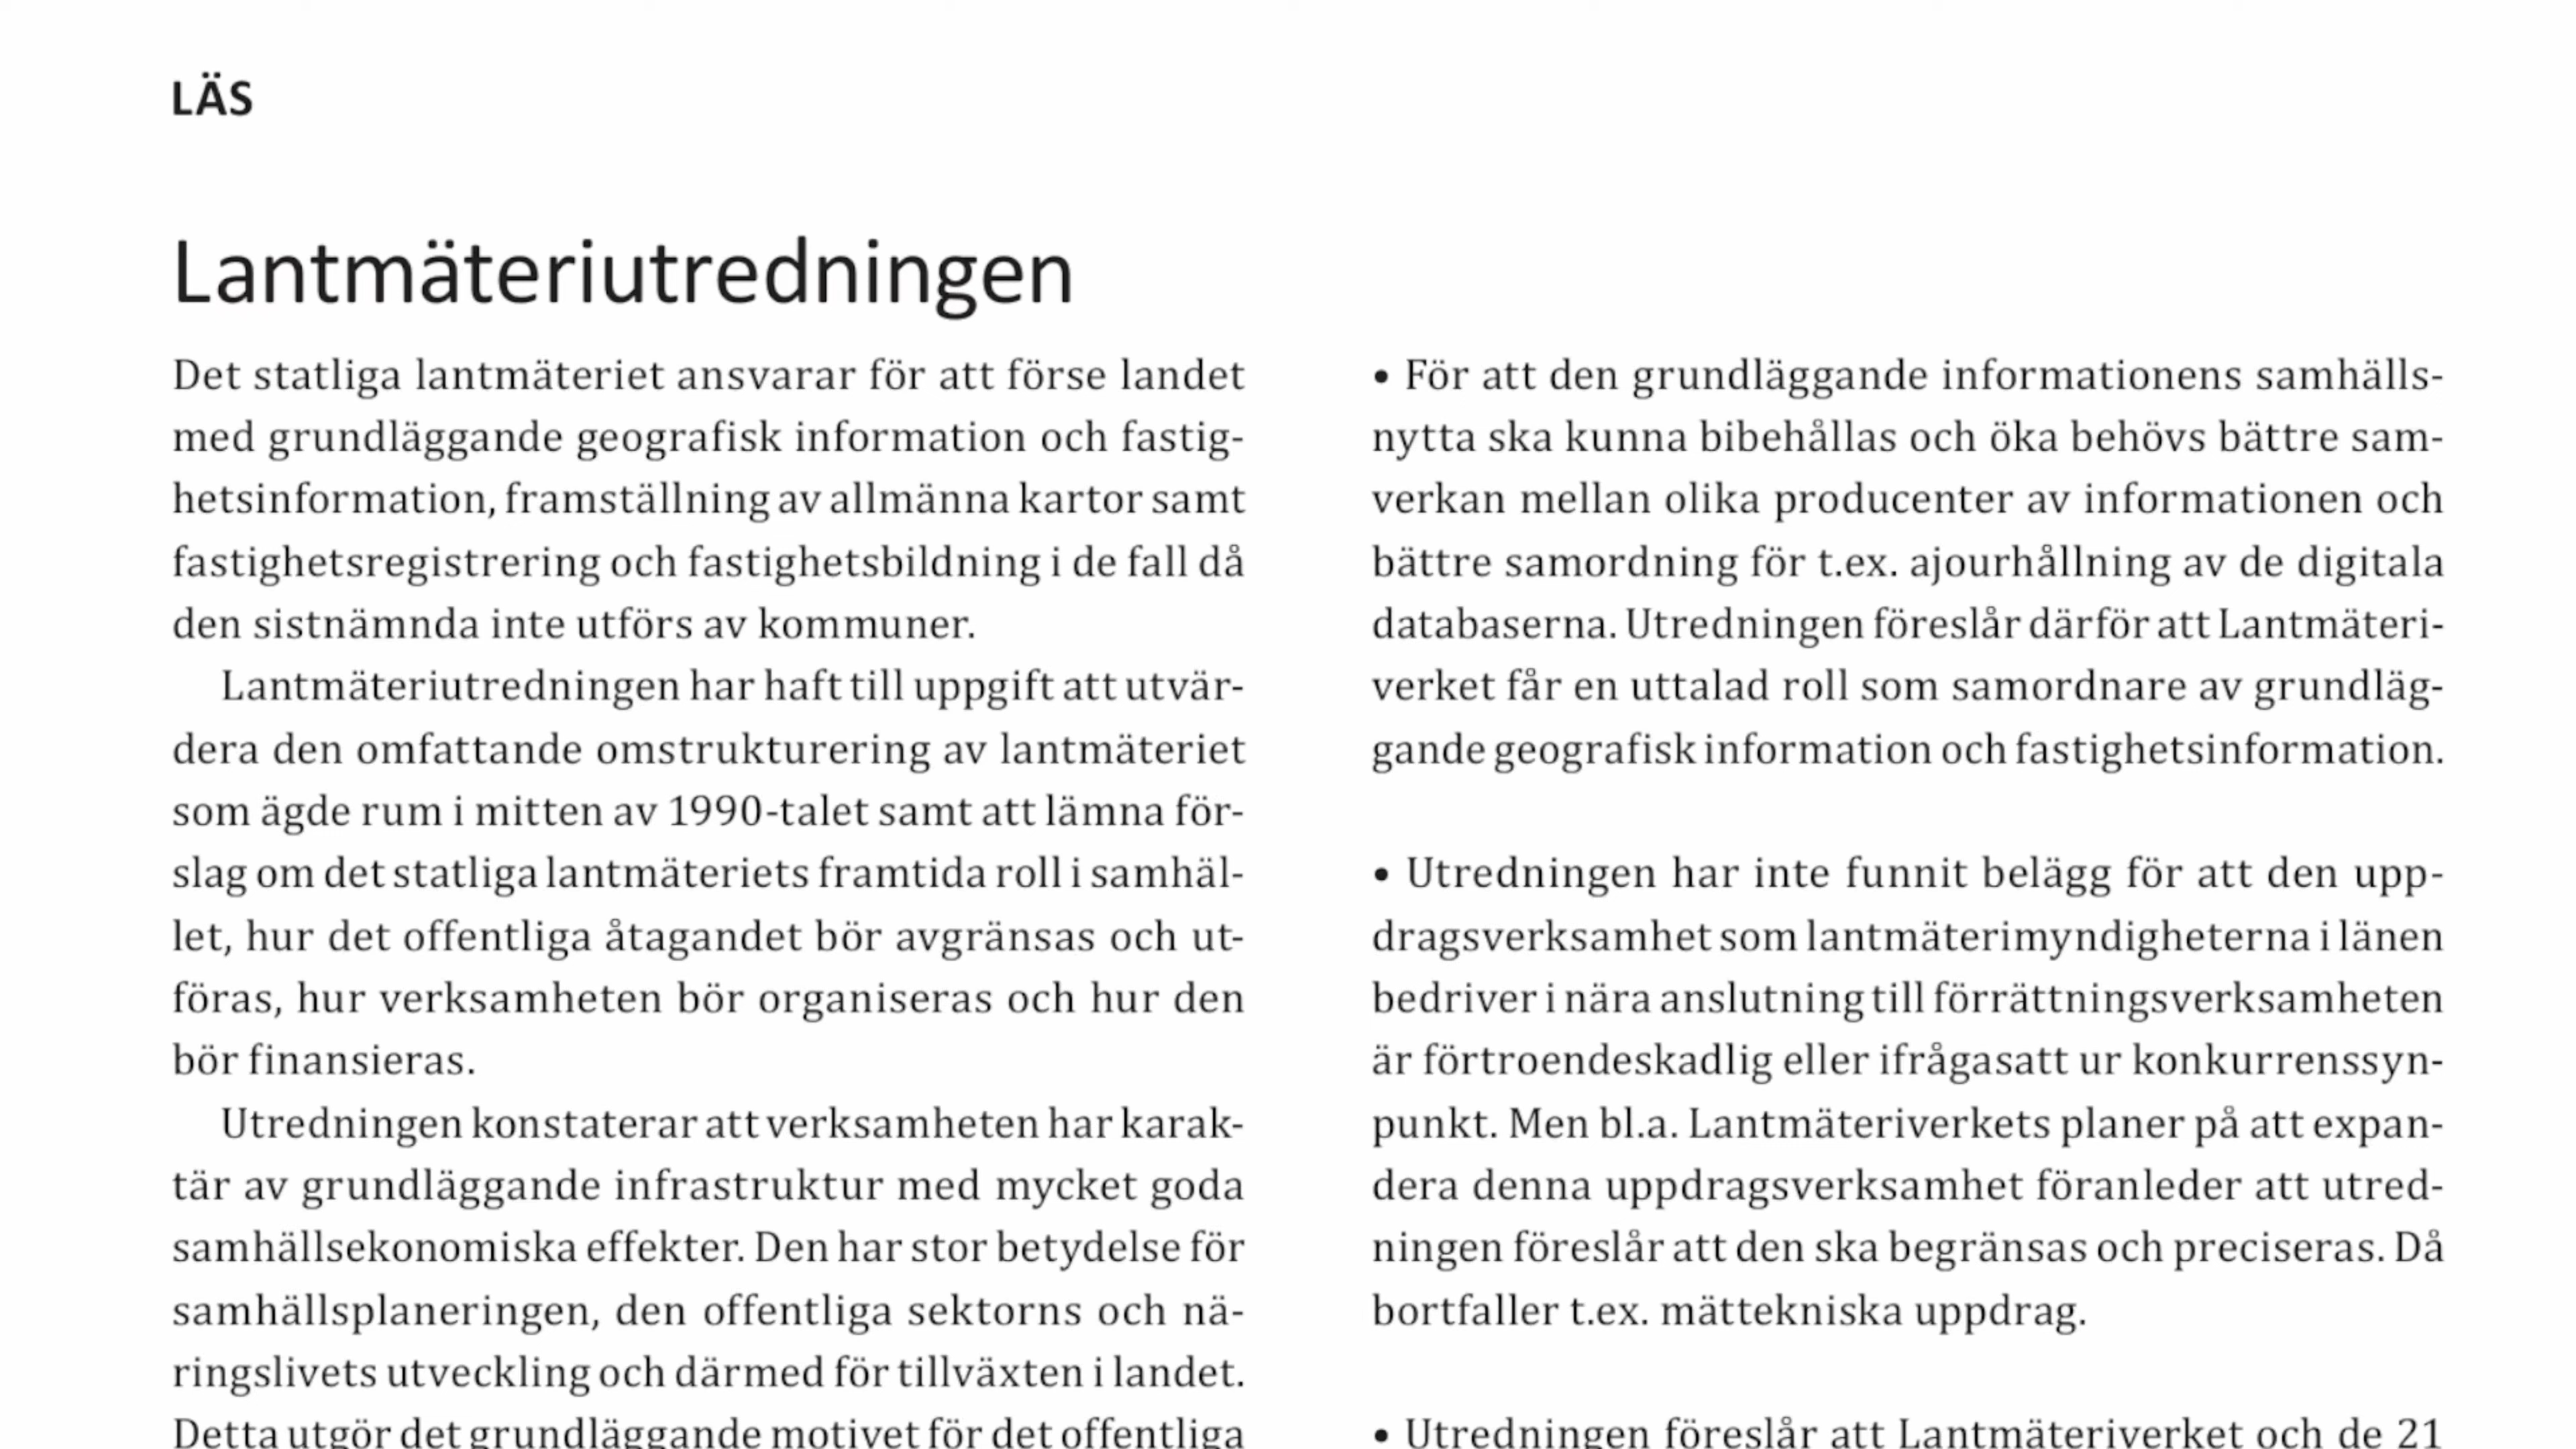 LÄS
Lantmäteriutredningen
Det statliga lantmäteriet ansvarar för att förse landet
med grundläggande geografisk information och fastig-
hetsinformation, framställning av allmänna kartor samt
fastighetsregistrering och fastighetsbildning i de fall då
den sistnämnda inte utförs av kommuner.
Lantmäteriutredningen har haft till uppgift att utvär-
dera den omfattande omstrukturering av lantmäteriet
som ägde rum i mitten av 1990-talet samt att lämna för-
slag om det statliga lantmäteriets framtida roll i samhäl-
let, hur det offentliga åtagandet bör avgränsas och ut-
föras, hur verksamheten bör organiseras och hur den
bör finansieras.
Utredningen konstaterar att verksamheten har karak-
tär av grundläggande infrastruktur med mycket goda
samhällsekonomiska effekter. Den har stor betydelse för
samhällsplaneringen, den offentliga sektorns och nä-
ringslivets utveckling och därmed för tillväxten i landet.
Detta utgör det grundläggande motivet för det offentliga
• För att den grundläggande informationens samhälls-
nytta ska kunna bibehållas och öka behövs bättre sam-
verkan mellan olika producenter av informationen och
bättre samordning för t.ex. ajourhållning av de digitala
databaserna. Utredningen föreslår därför att Lantmäteri-
verket får en uttalad roll som samordnare av grundläg-
gande geografisk information och fastighetsinformation.
• Utredningen har inte funnit belägg för att den upp-
dragsverksamhet som lantmäterimyndigheterna i länen
bedriver i nära anslutning till förrättningsverksamheten
är förtroendeskadlig eller ifrågasatt ur konkurrenssyn-
punkt. Men bl.a. Lantmäteriverkets planer på att expan-
dera denna uppdragsverksamhet föranleder att utred-
ningen föreslår att den ska begränsas och preciseras. Då
bortfaller t.ex. mättekniska uppdrag.
• Utredningen föreslår att Lantmäteriverket och de 21